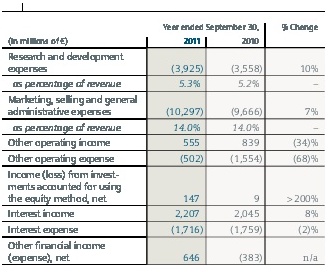 Year ended September 30, % Change
(in millions of €) 2011 2010
Research and development
expenses (3,925) (3,558) 10%
as percentage of revenue 5.3% 5.2% –
Marketing, selling and general
administrative expenses (10,297) (9,666) 7%
as percentage of revenue 14.0% 14.0% –
Other operating income 555 839 (34)%
Other operating expense (502) (1,554) (68)%
Income (loss) from invest-
ments accounted for using
the equity method, net 147 9 >200%
Interest income 2,207 2,045 8%
Interest expense (1,716) (1,759) (2)%
Other financial income
(expense), net 646 (383) n/a